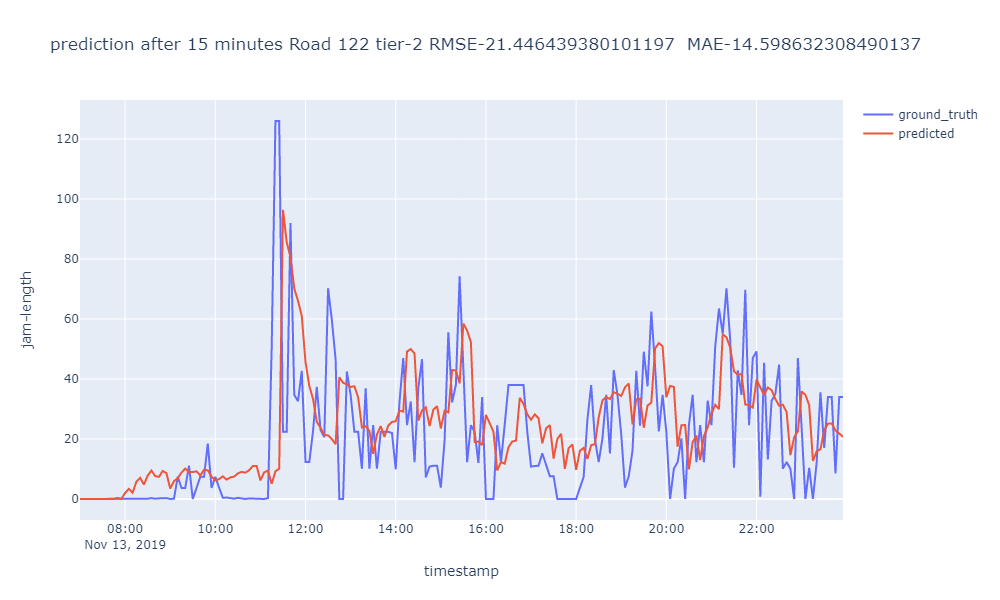 prediction after 15 minutes Road 122 tier-2 RMSE-21.446439380101197  MAE-14.598632308490137
ground_truth
predicted
120
100
80
60
40
20
0
jam-length
08:00 10:00 12:00 14:00 16:00 18:00 20:00 22:00
Nov 13, 2019
timestamp